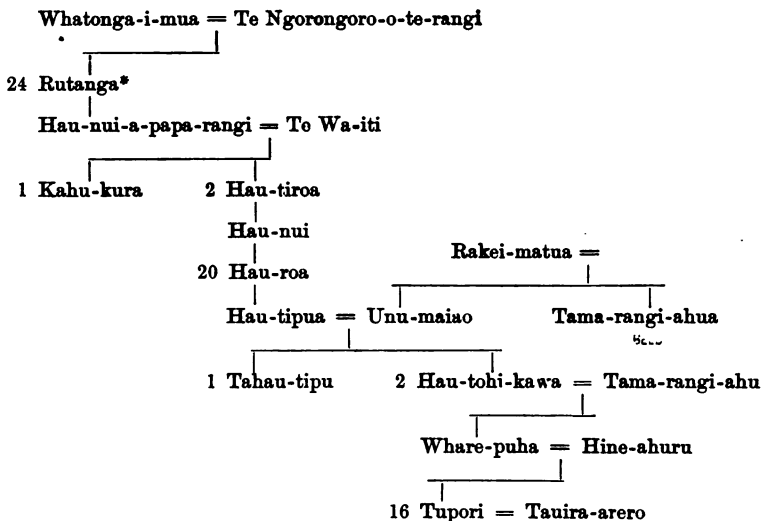 Whatonga-i-mua = Te Ngorongoro-o-te-rangi
24 Rutanga*
Hau-nui-a-papa-rangi = Te Wa-iti
1 Kahu-kura 2 Hau-tiroa
Hau-nui
Rakei-matua =
20 Hau-roa
Hau-tipua = Unu-maiao Tama-rangi-ahua
1 Tahau-tipu 2 Hau-tohi-kawa = Tama-rangi-ahu
Whare-puha = Hine-ahuru
16 Tupori = Tauira-arero